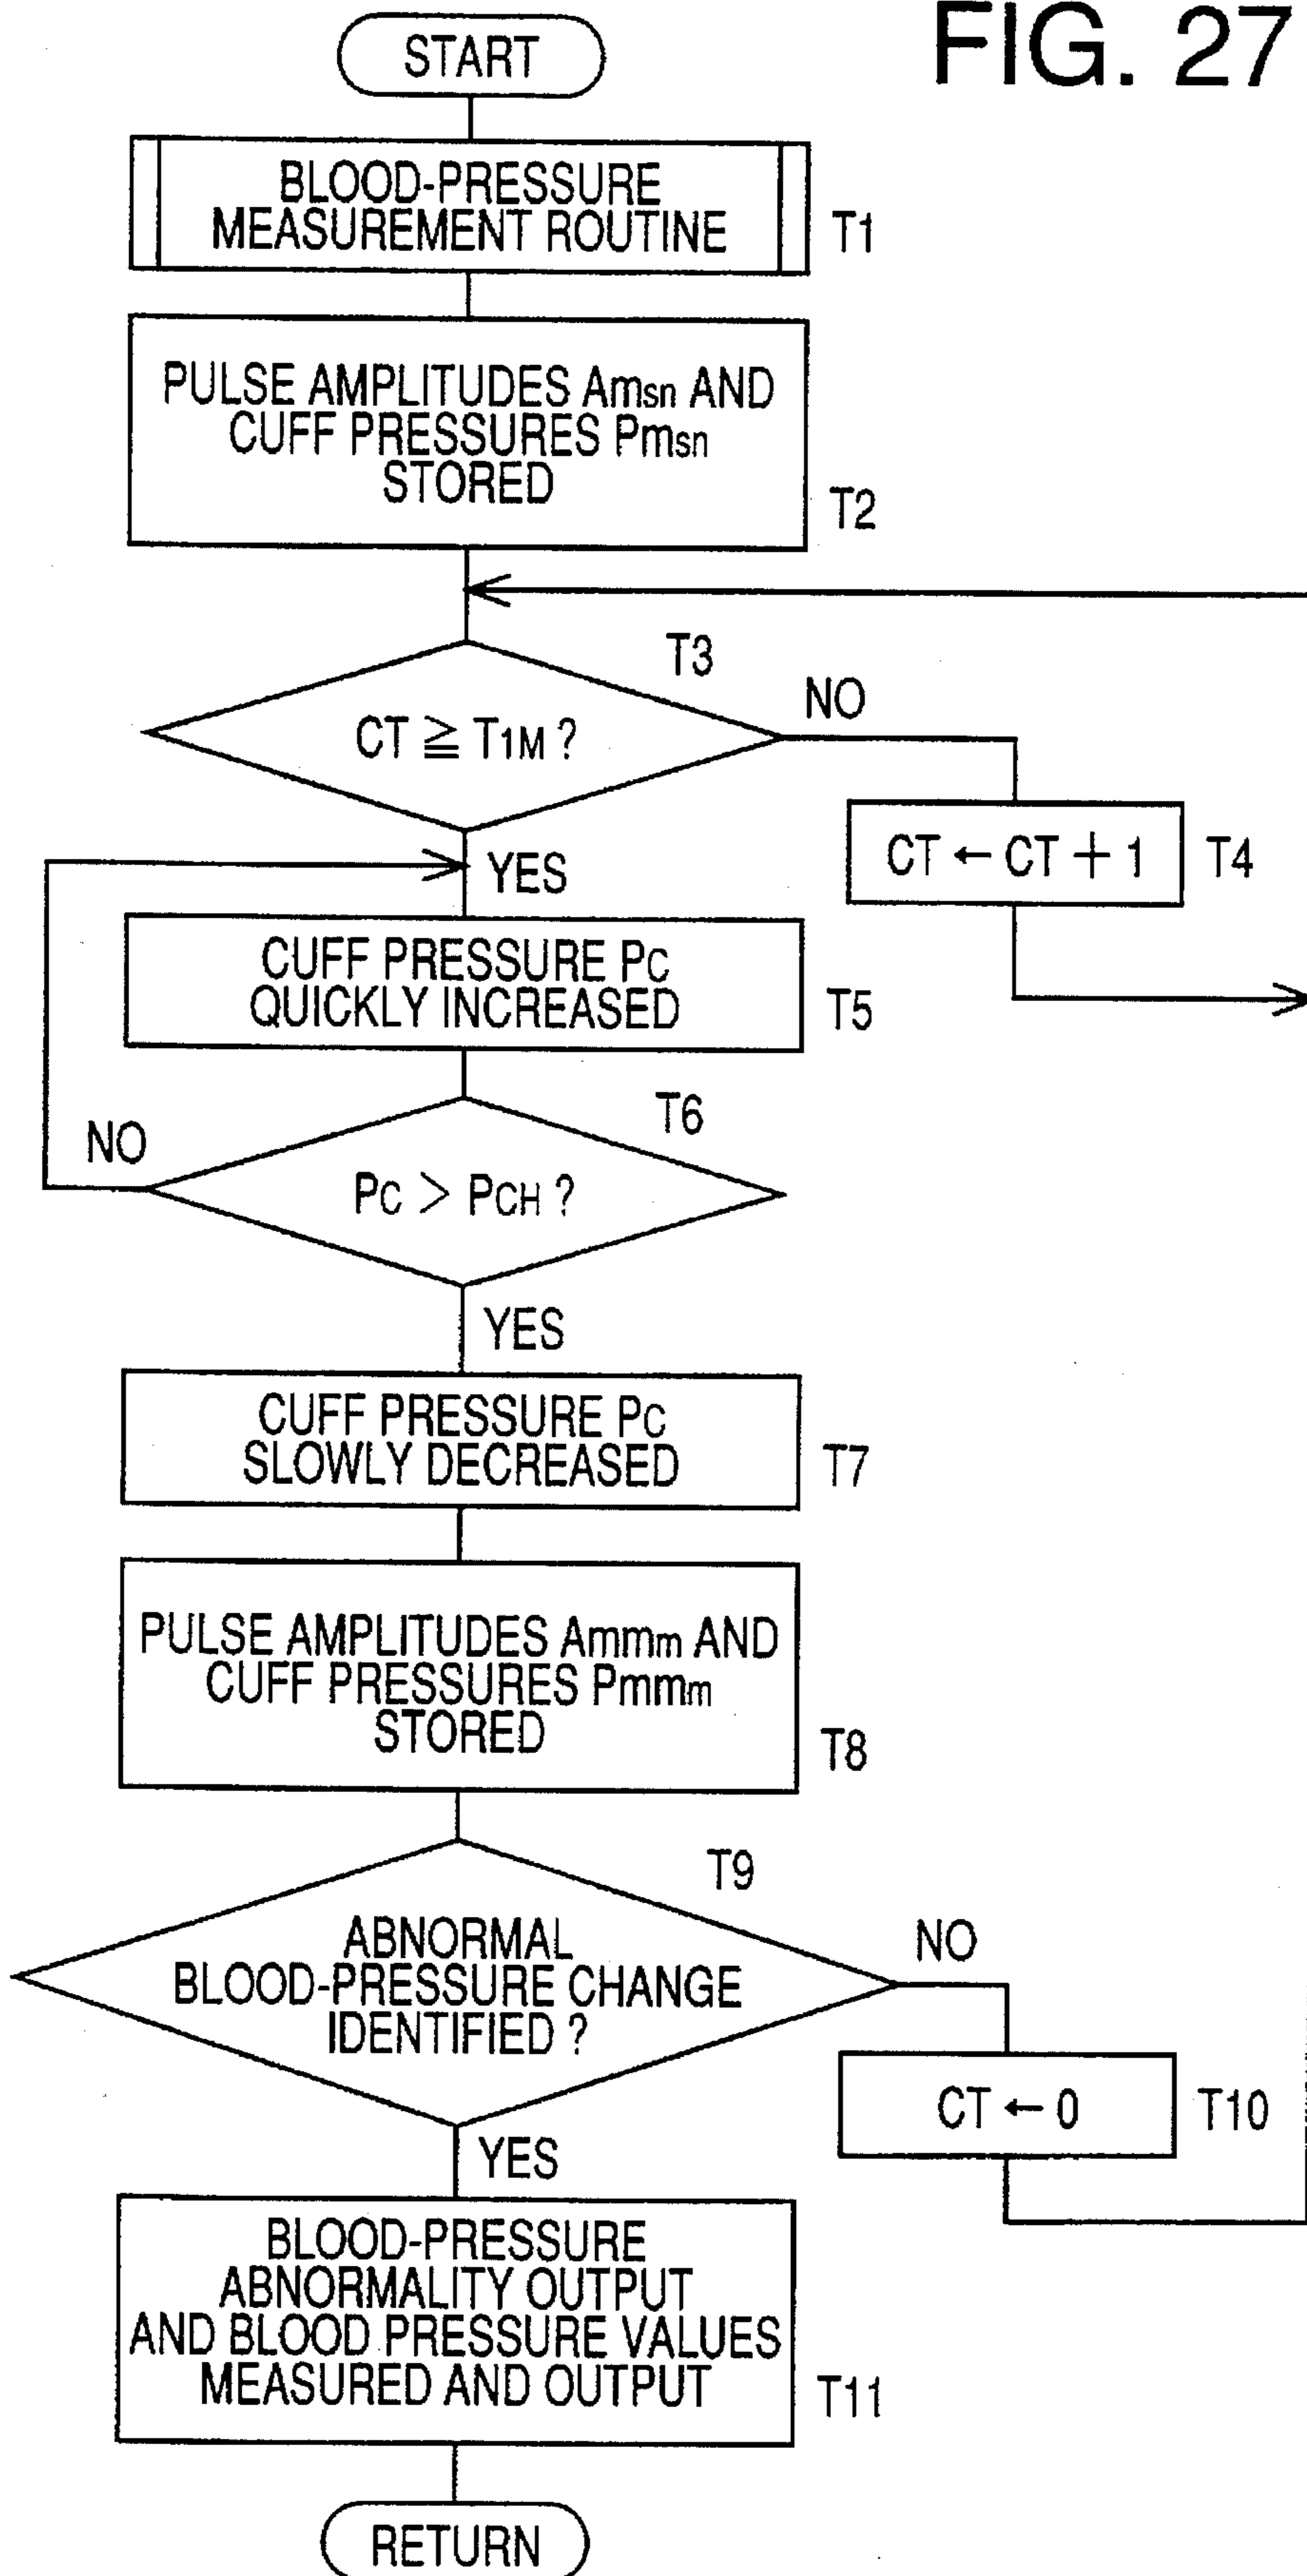 FIG. 27
START
BLOOD-PRESSURE
MEASUREMENT ROUTINE
T1
PULSE AMPLITUDES Amsn AND
CUFF PRESSURES Pmsn
STORED
T2
T3
CT ≧ T1M ?
NO
CT ← CT + 1
T4
YES
CUFF PRESSURE PC
QUICKLY INCREASED
T5
T6
NO
PC > PCH ?
YES
CUFF PRESSURE PC
SLOWLY DECREASED
T7
PULSE AMPLITUDES Ammm AND
CUFF PRESSURES Pmmm
STORED
T8
T9
ABNORMAL
BLOOD-PRESSURE CHANGE
IDENTIFIED ?
NO
CT ← 0
T10
YES
BLOOD-PRESSURE
ABNORMALITY OUTPUT
AND BLOOD PRESSURE VALUES
MEASURED AND OUTPUT
T11
RETURN